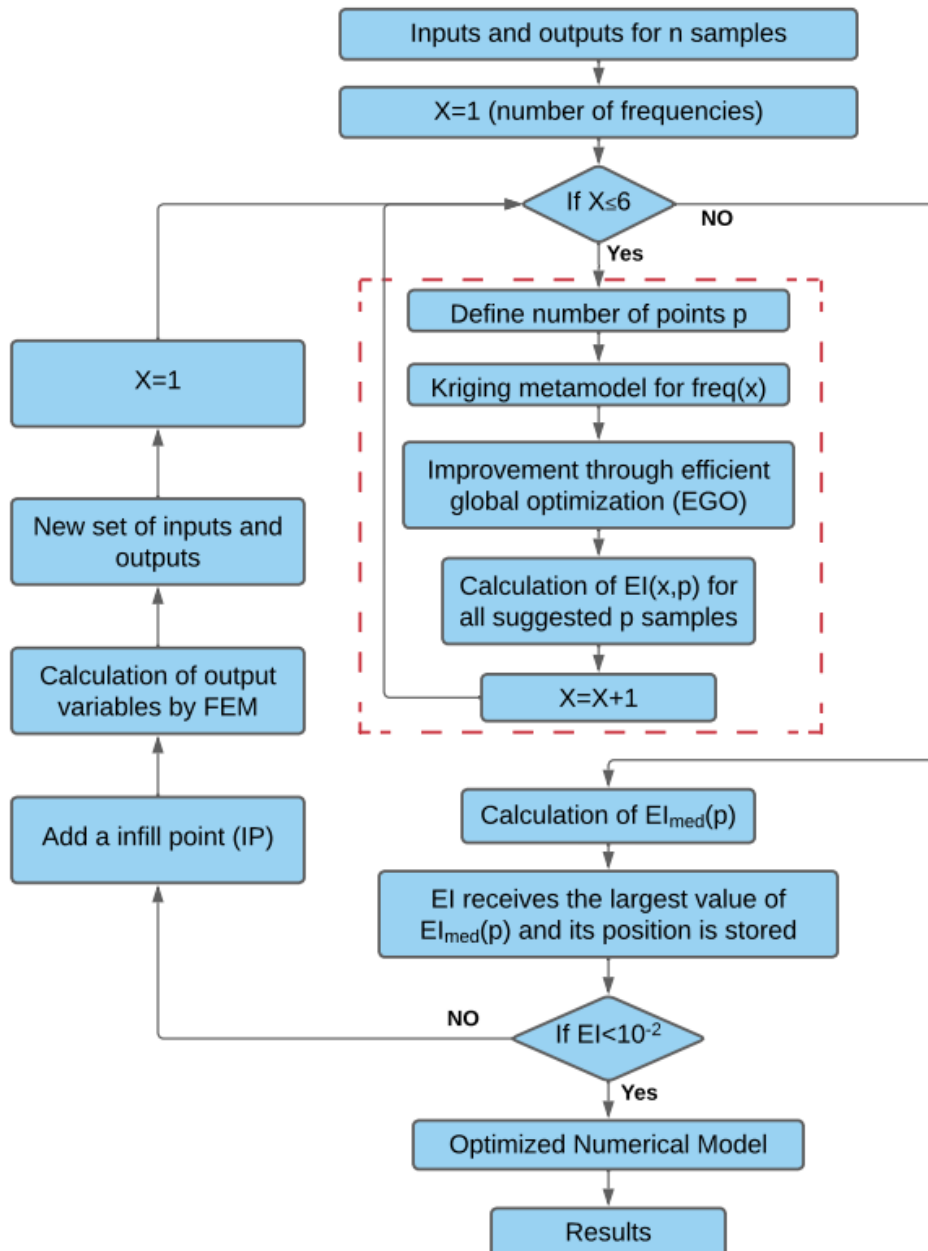 Inputs and outputs for n samples
X=1 (number of frequencies)
If X≤6
NO
Yes
Define number of points p
Kriging metamodel for freq(x)
Improvement through efficient
global optimization (EGO)
Calculation of EI(x,p) for
all suggested p samples
X=X+1
X=1
New set of inputs and
outputs
Calculation of output
variables by FEM
Add a infill point (IP)
Calculation of EImed(p)
EI receives the largest value of
EImed(p) and its position is stored
NO
If EI<10⁻²
Yes
Optimized Numerical Model
Results